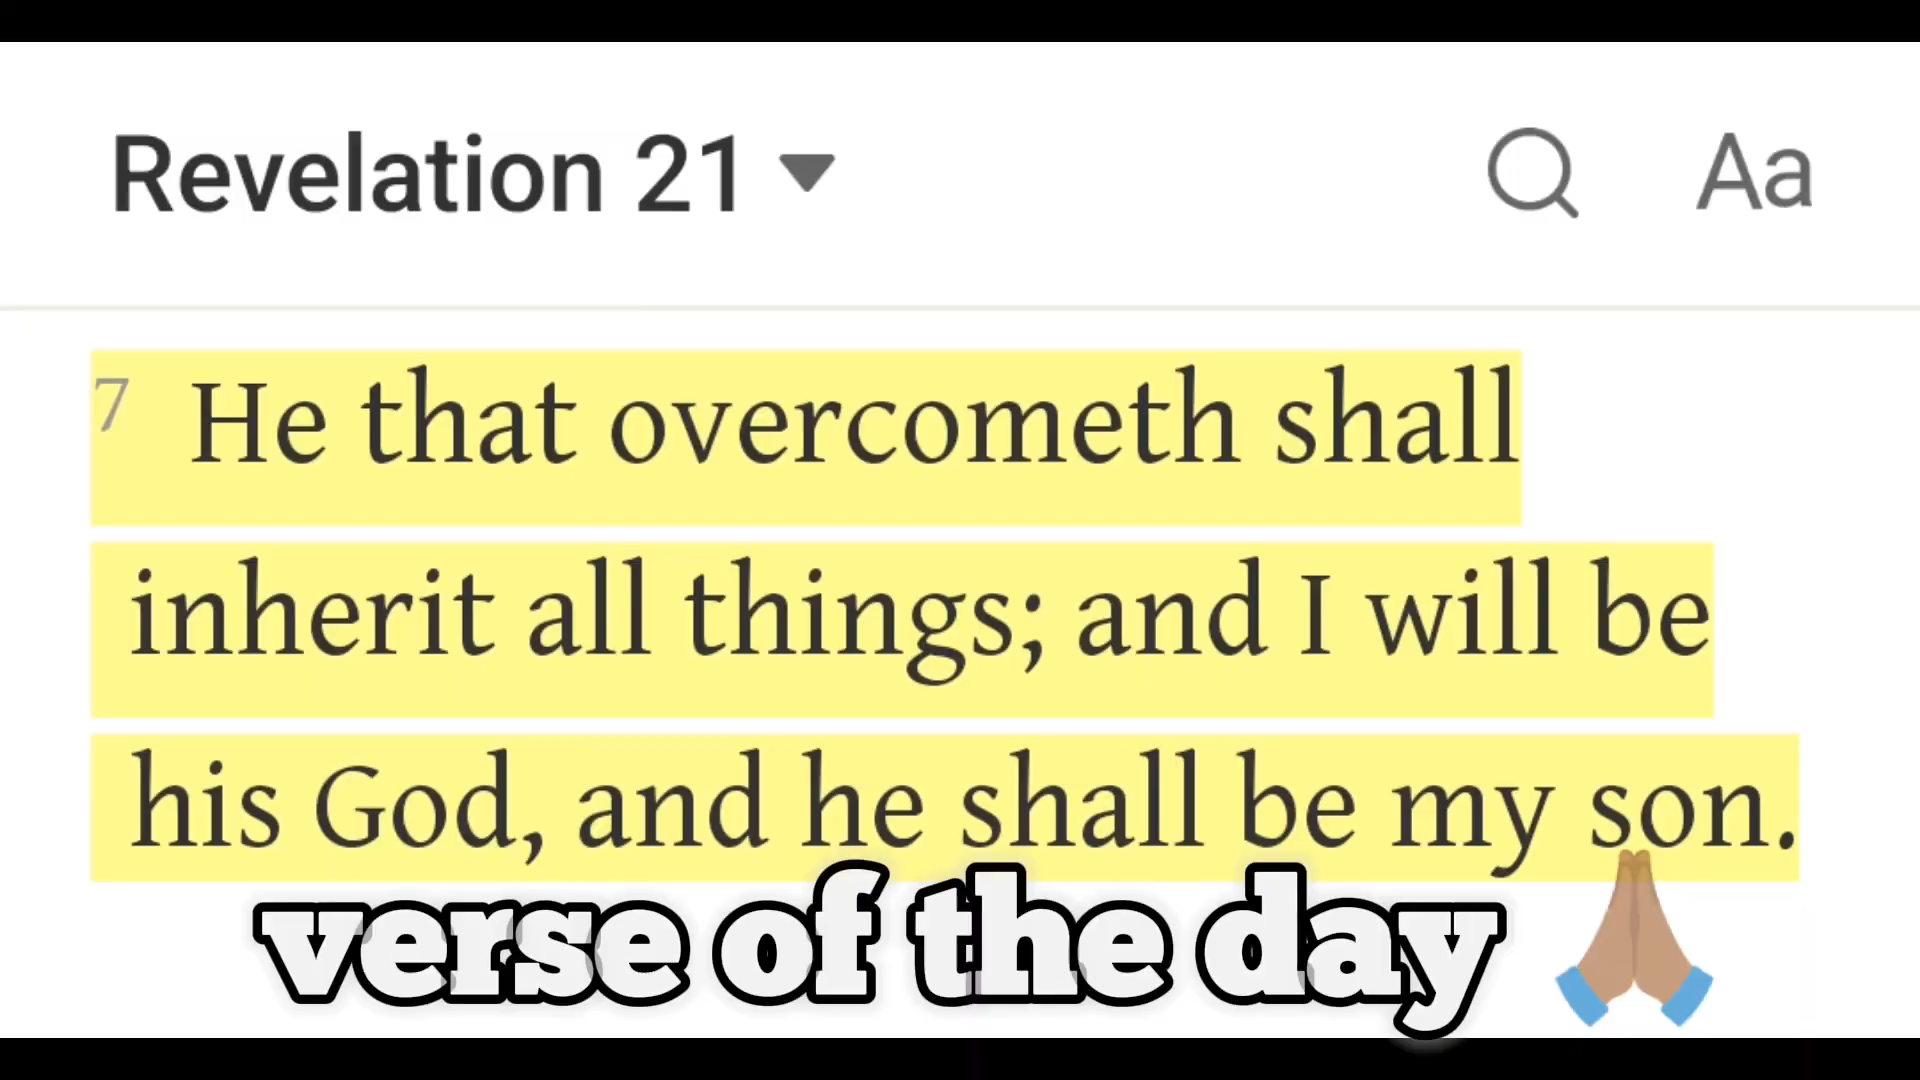 Revelation 21
Aa
7 He that overcometh shall
inherit all things; and I will be
his God, and he shall be my son.
verse of the day 🙏🏽